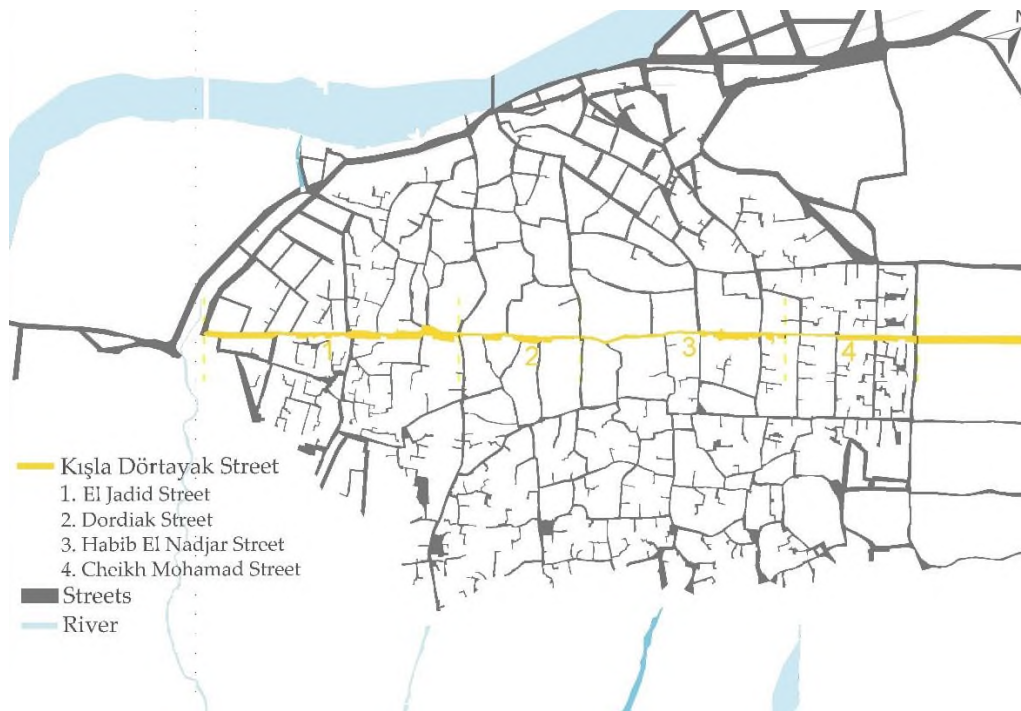 N
1
2
3
4
Kışla Dörtayak Street
1. El Jadid Street
2. Dordiak Street
3. Habib El Nadjar Street
4. Cheikh Mohamad Street
Streets
River